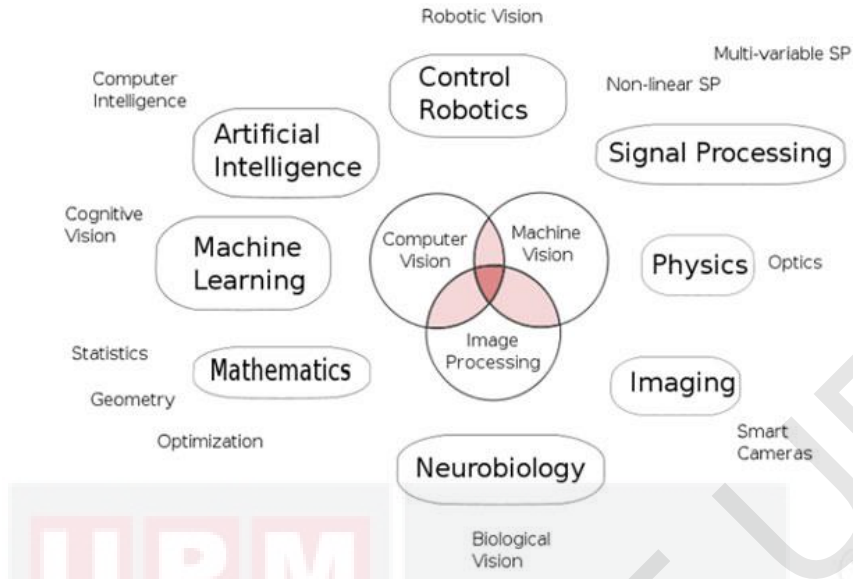 Robotic Vision
Multi-variable SP
Computer
Intelligence
Control
Robotics
Non-linear SP
Artificial
Intelligence
Signal Processing
Cognitive
Vision
Machine
Learning
Computer
Vision
Machine
Vision
Physics
Optics
Image
Processing
Statistics
Mathematics
Geometry
Imaging
Optimization
Smart
Cameras
Neurobiology
Biological
Vision
UPM